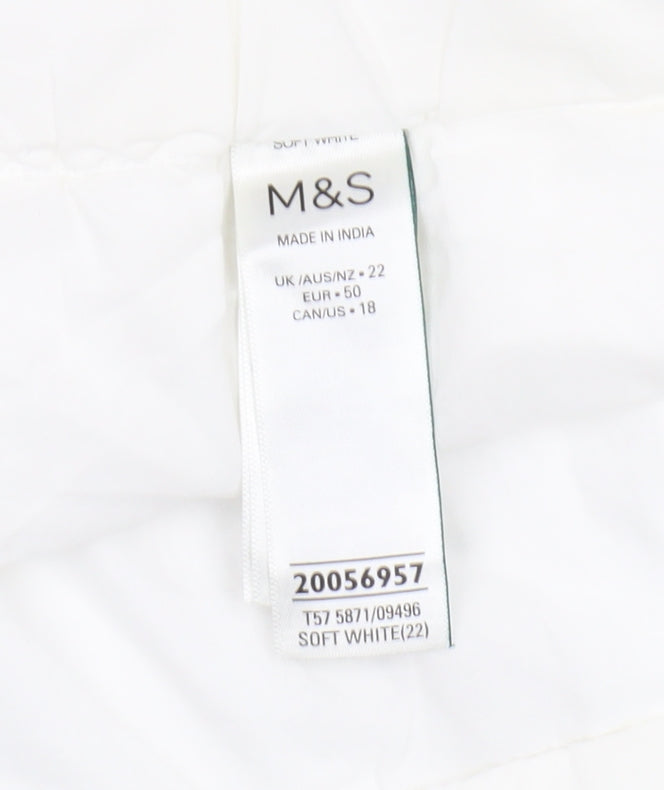 SOFT WHITE
M&S
MADE IN INDIA
UK /AUS/NZ • 22
EUR • 50
CAN/US • 18
20056957
T57 5871/09496
SOFT WHITE(22)